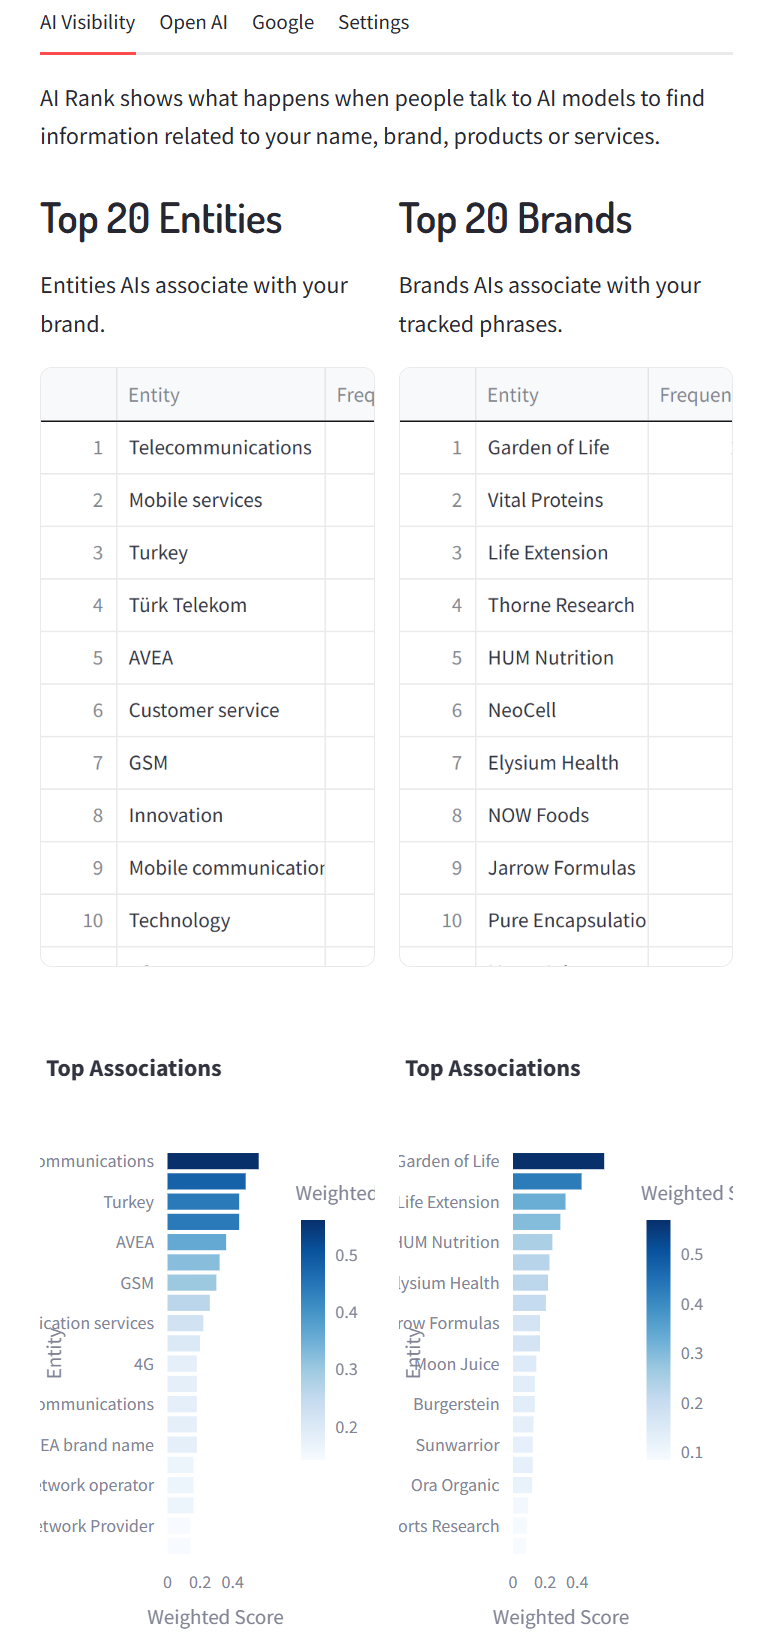 AI Visibility Open AI Google Settings
AI Rank shows what happens when people talk to AI models to find
information related to your name, brand, products or services.
Top 20 Entities
Entities AIs associate with your
brand.
Entity Freq
1 Telecommunications
2 Mobile services
3 Turkey
4 Türk Telekom
5 AVEA
6 Customer service
7 GSM
8 Innovation
9 Mobile communication
10 Technology
Top 20 Brands
Brands AIs associate with your
tracked phrases.
Entity Frequen
1 Garden of Life
2 Vital Proteins
3 Life Extension
4 Thorne Research
5 HUM Nutrition
6 NeoCell
7 Elysium Health
8 NOW Foods
9 Jarrow Formulas
10 Pure Encapsulatio
Top Associations
ommunications
Turkey
AVEA
GSM
ication services
4G
ommunications
EA brand name
etwork operator
etwork Provider
Entity
0 0.2 0.4
Weighted Score
Weighted
0.5
0.4
0.3
0.2
Top Associations
Garden of Life
Life Extension
HUM Nutrition
lysium Health
row Formulas
Moon Juice
Burgerstein
Sunwarrior
Ora Organic
orts Research
Entity
0 0.2 0.4
Weighted Score
Weighted S
0.5
0.4
0.3
0.2
0.1